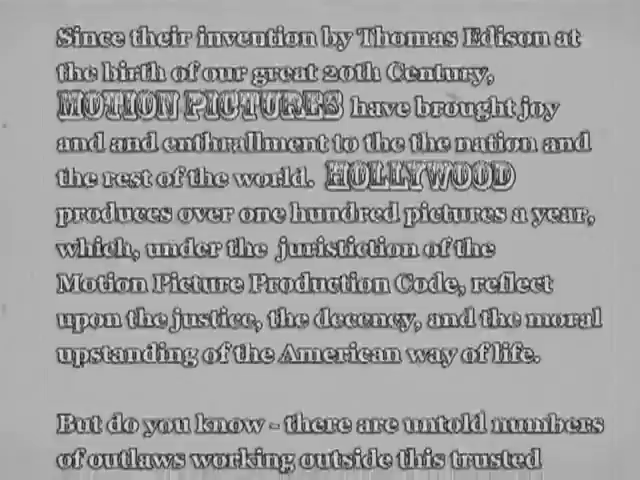 Since their invention by Thomas Edison at
the birth of our great 20th Century,
MOTION PICTURES have brought joy
and and enthrallment to the the nation and
the rest of the world. HOLLYWOOD
produces over one hundred pictures a year,
which, under the juristiction of the
Motion Picture Production Code, reflect
upon the justice, the decency, and the moral
upstanding of the American way of life.
But do you know - there are untold numbers
of outlaws working outside this trusted